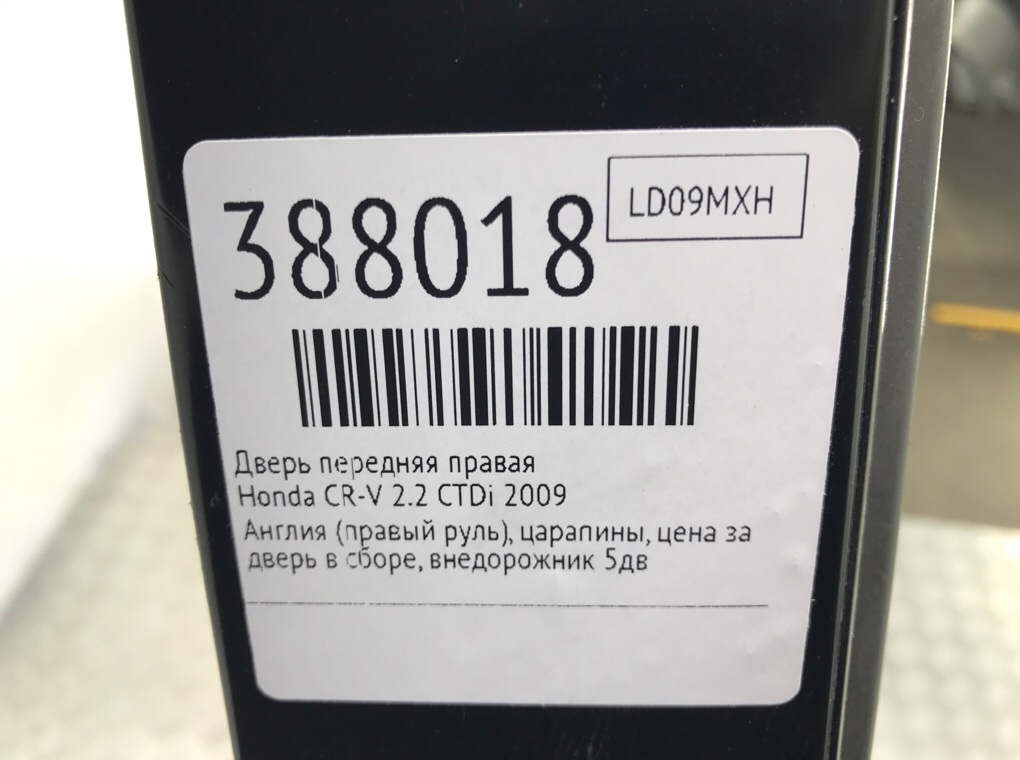 388018
LD09MXH
Дверь передняя правая
Honda CR-V 2.2 CTDi 2009
Англия (правый руль), царапины, цена за
дверь в сборе, внедорожник 5дв